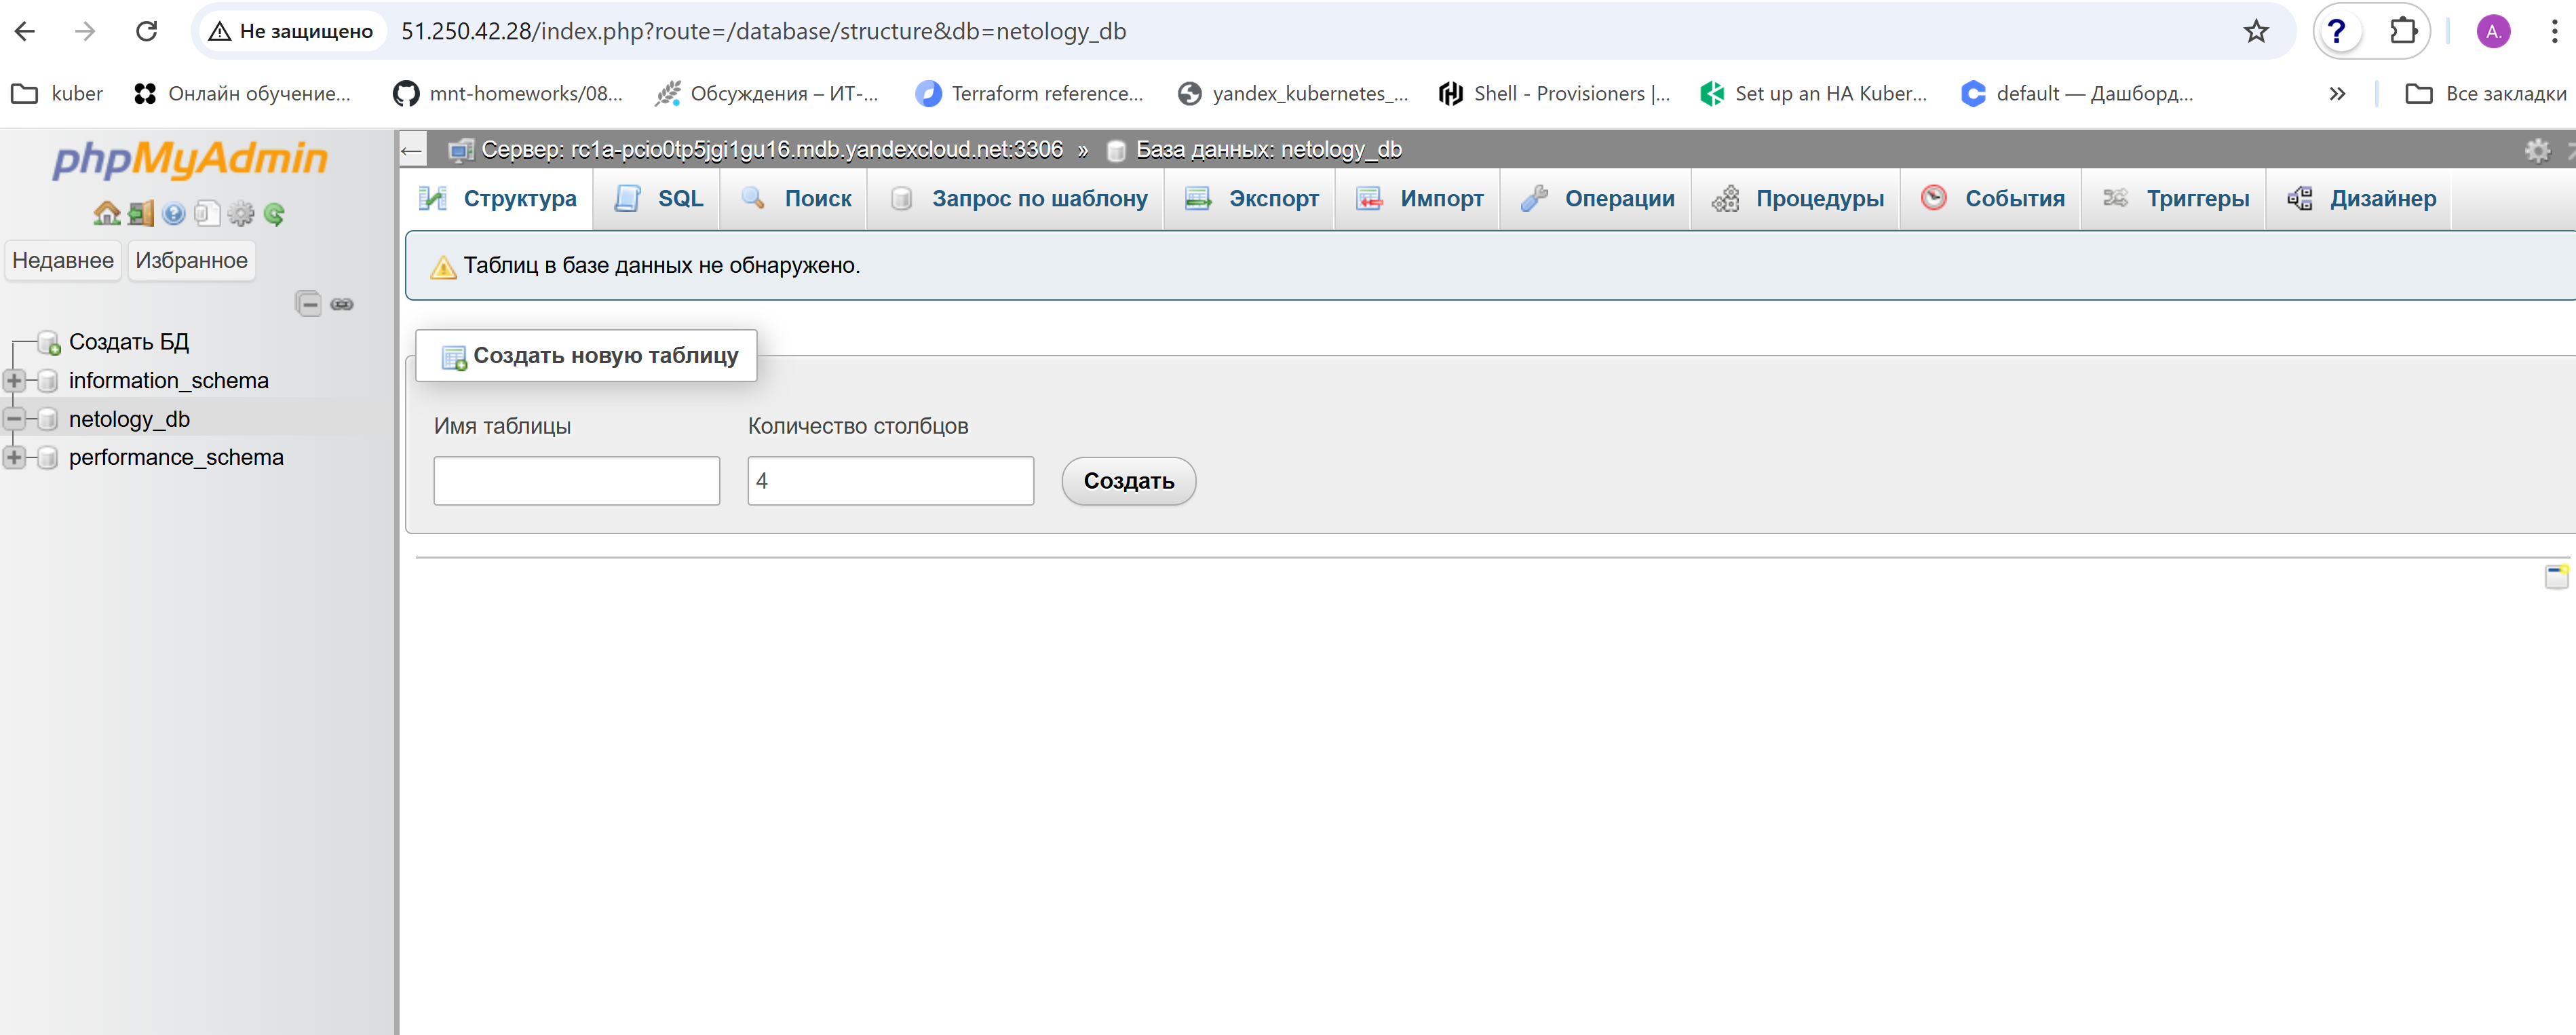 Не защищено 51.250.42.28/index.php?route=/database/structure&db=netology_db A.
kuber Онлайн обучение... mnt-homeworks/08... Обсуждения – ИТ-... Terraform reference... yandex_kubernetes_... Shell - Provisioners |... Set up an HA Kuber... default — Дашборд... » Все закладки
phpMyAdmin
Недавнее Избранное
Создать БД
information_schema
netology_db
performance_schema
Сервер: rc1a-pcio0tp5jgi1gu16.mdb.yandexcloud.net:3306 » База данных: netology_db
Структура SQL Поиск Запрос по шаблону Экспорт Импорт Операции Процедуры События Триггеры Дизайнер
Таблиц в базе данных не обнаружено.
Создать новую таблицу
Имя таблицы Количество столбцов
4 Создать